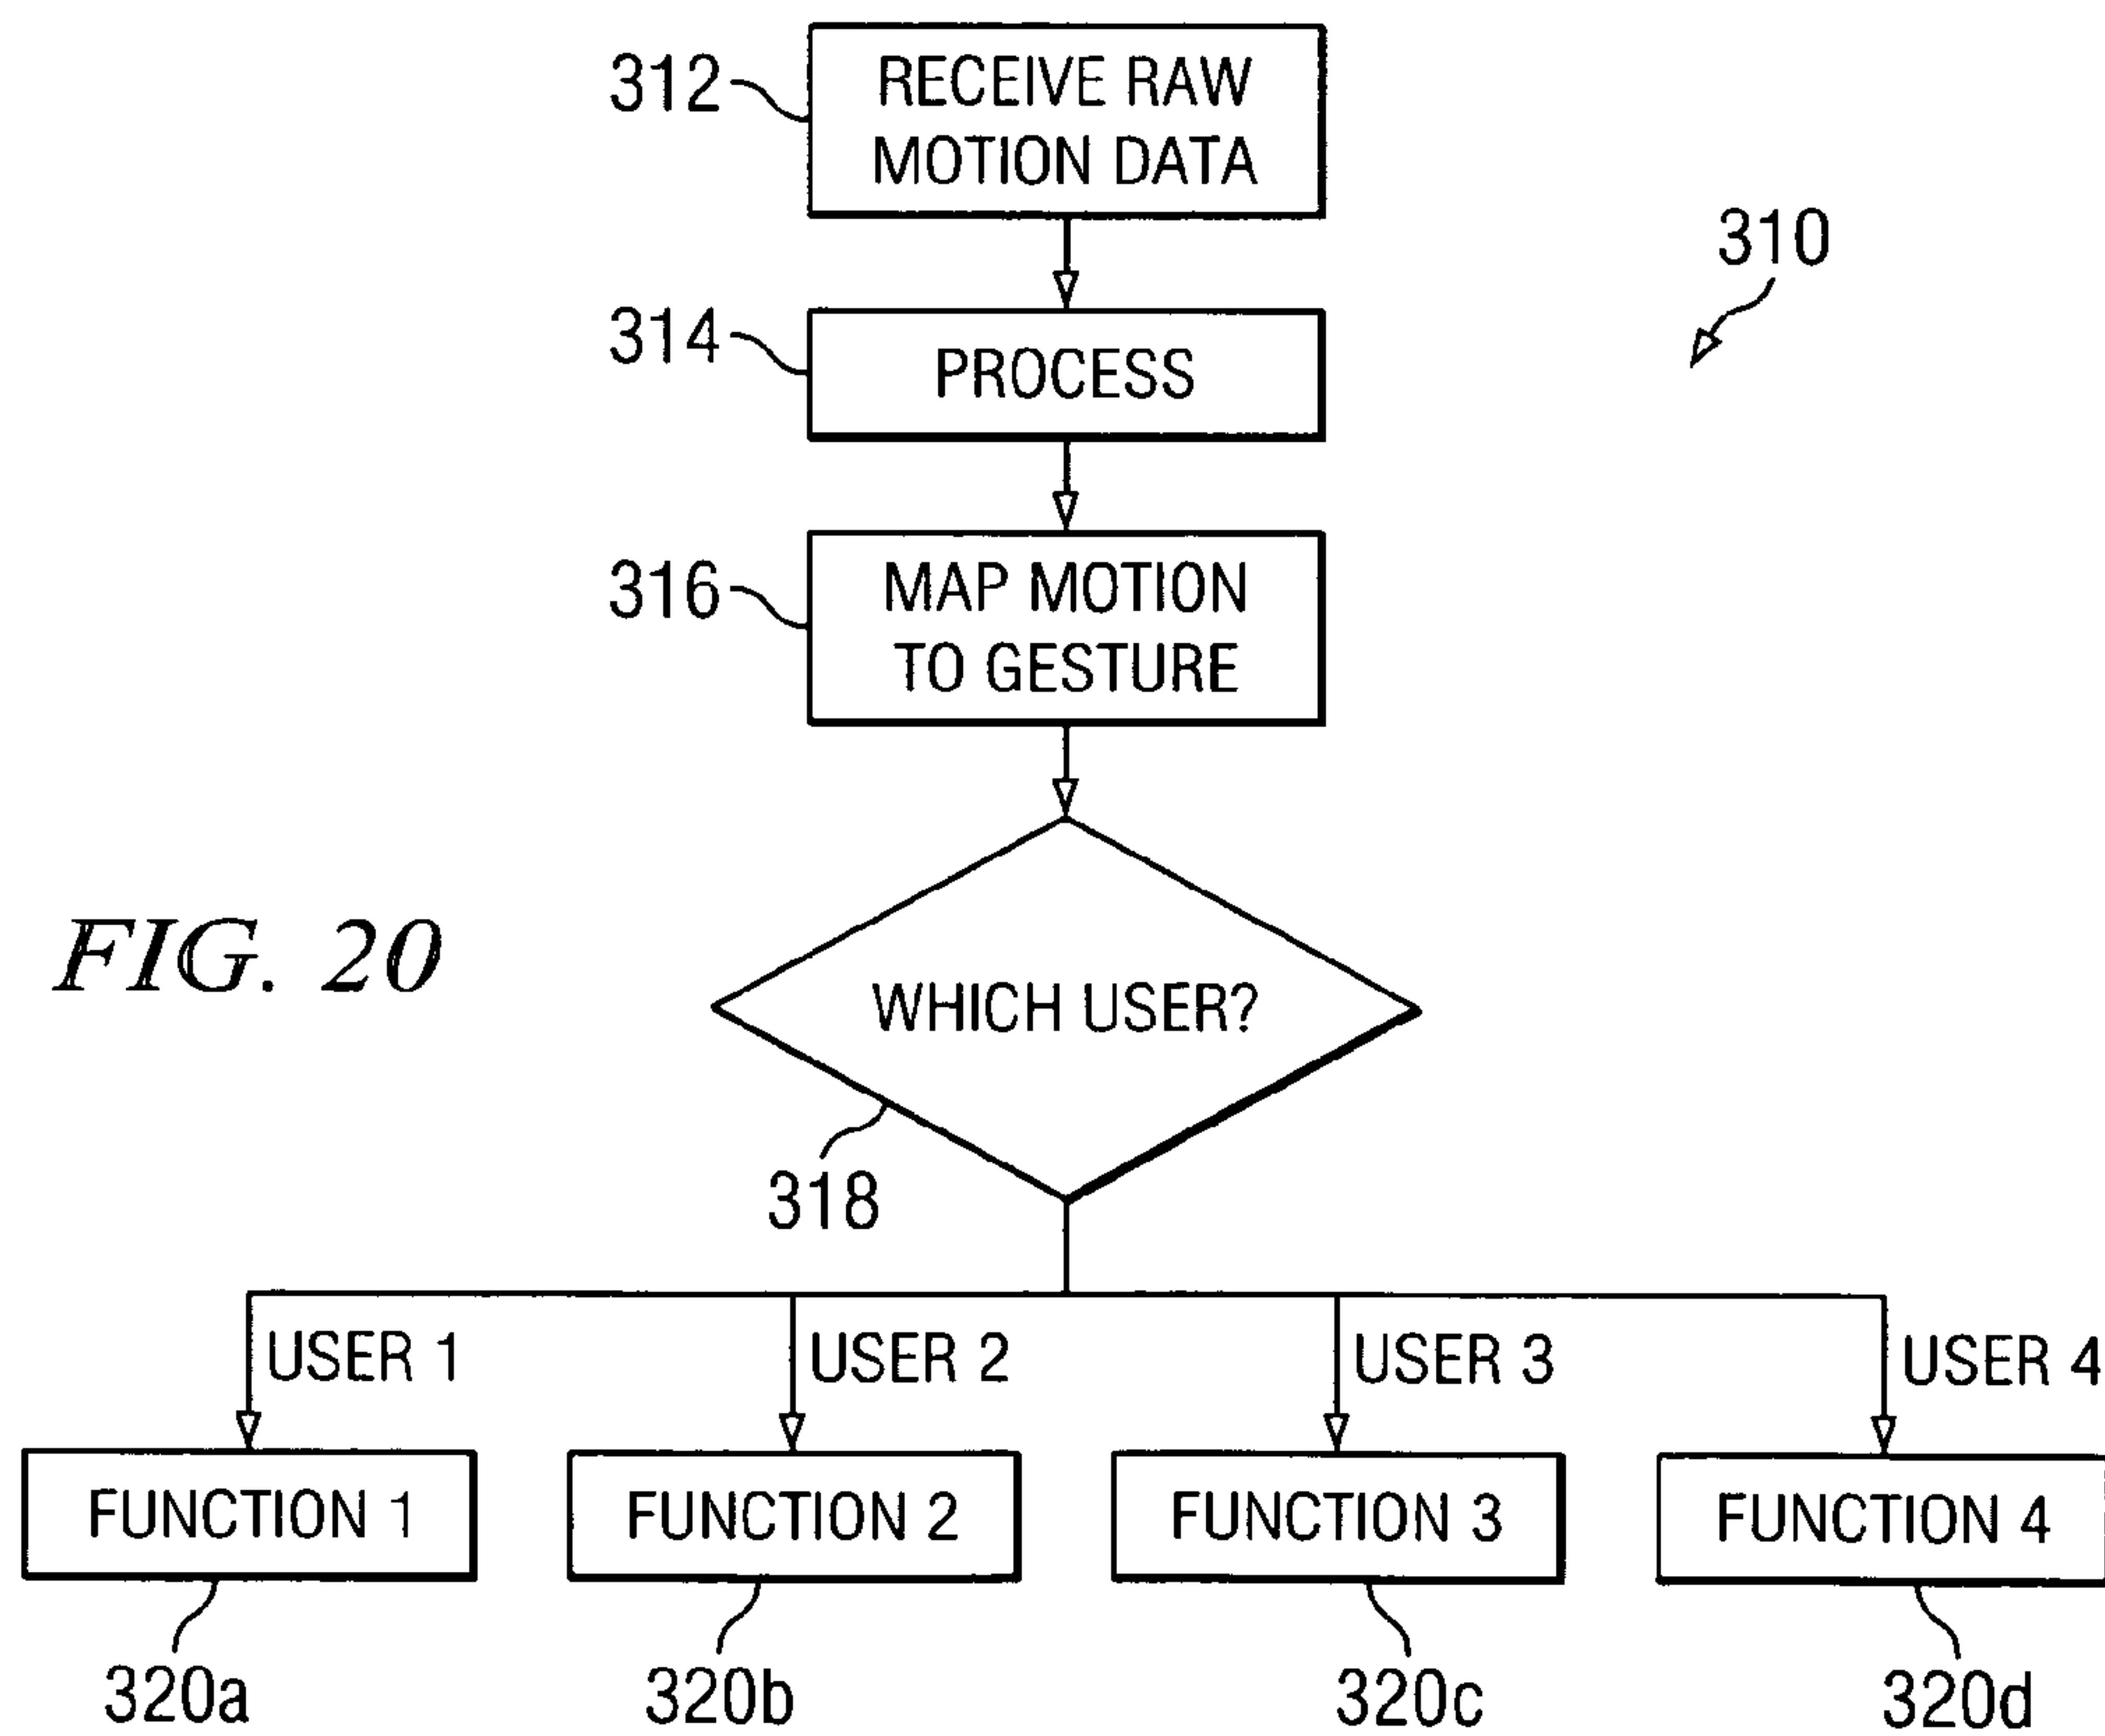 312
RECEIVE RAW
MOTION DATA
310
314
PROCESS
316
MAP MOTION
TO GESTURE
FIG. 20
WHICH USER?
318
USER 1
USER 2
USER 3
USER 4
FUNCTION 1
FUNCTION 2
FUNCTION 3
FUNCTION 4
320a
320b
320c
320d